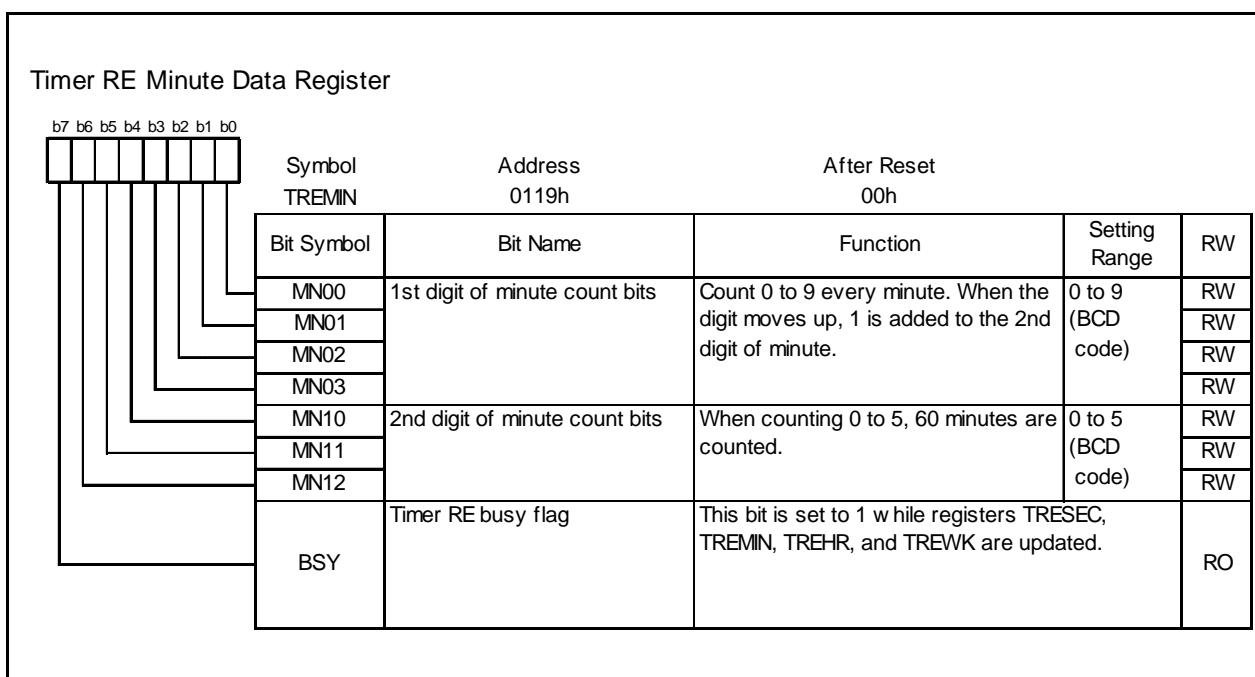 Timer RE Minute Data Register
b7 b6 b5 b4 b3 b2 b1 b0
Symbol Address After Reset
TREMIN 0119h 00h
Bit Symbol Bit Name Function Setting Range RW
MN00 1st digit of minute count bits Count 0 to 9 every minute. When the 0 to 9 RW
MN01 digit moves up, 1 is added to the 2nd (BCD RW
MN02 digit of minute. code) RW
MN03 RW
MN10 2nd digit of minute count bits When counting 0 to 5, 60 minutes are 0 to 5 RW
MN11 counted. (BCD RW
MN12 code) RW
Timer RE busy flag This bit is set to 1 w hile registers TRESEC,
TREMIN, TREHR, and TREWK are updated.
BSY RO